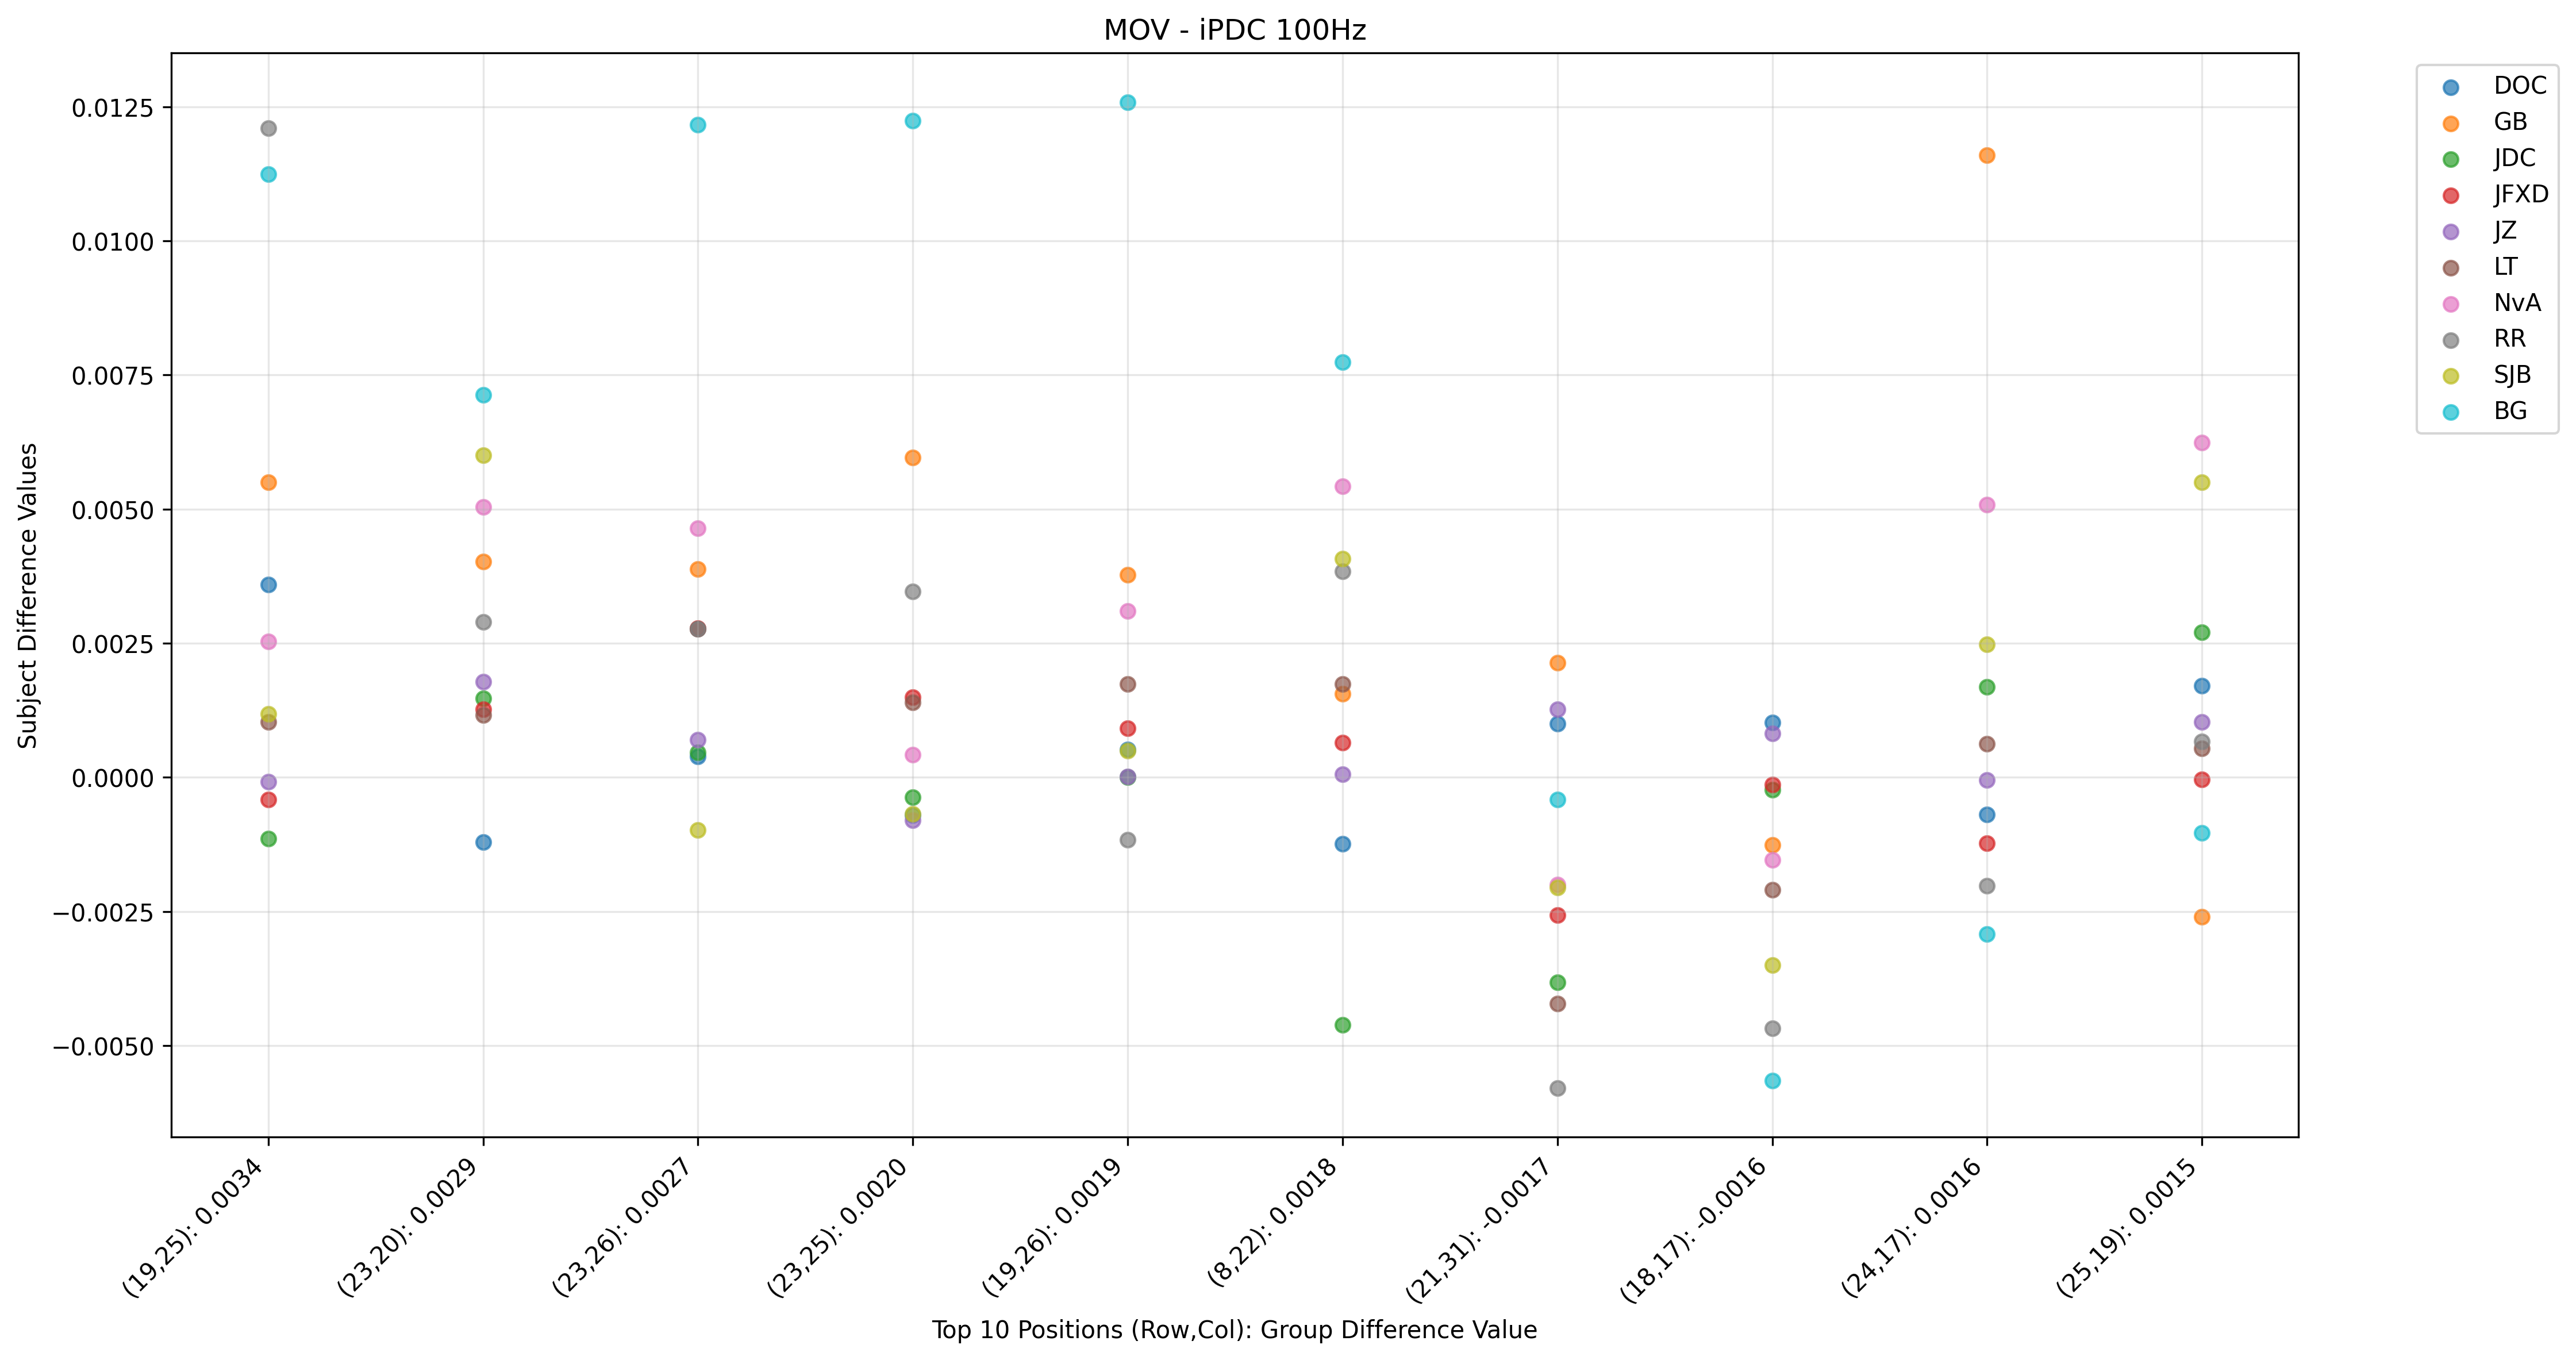 MOV - iPDC 100Hz
Subject Difference Values
0.0125
0.0100
0.0075
0.0050
0.0025
0.0000
−0.0025
−0.0050
(19,25): 0.0034
(23,20): 0.0029
(23,26): 0.0027
(23,25): 0.0020
(19,26): 0.0019
(8,22): 0.0018
(21,31): -0.0017
(18,17): -0.0016
(24,17): 0.0016
(25,19): 0.0015
Top 10 Positions (Row,Col): Group Difference Value
DOC
GB
JDC
JFXD
JZ
LT
NvA
RR
SJB
BG